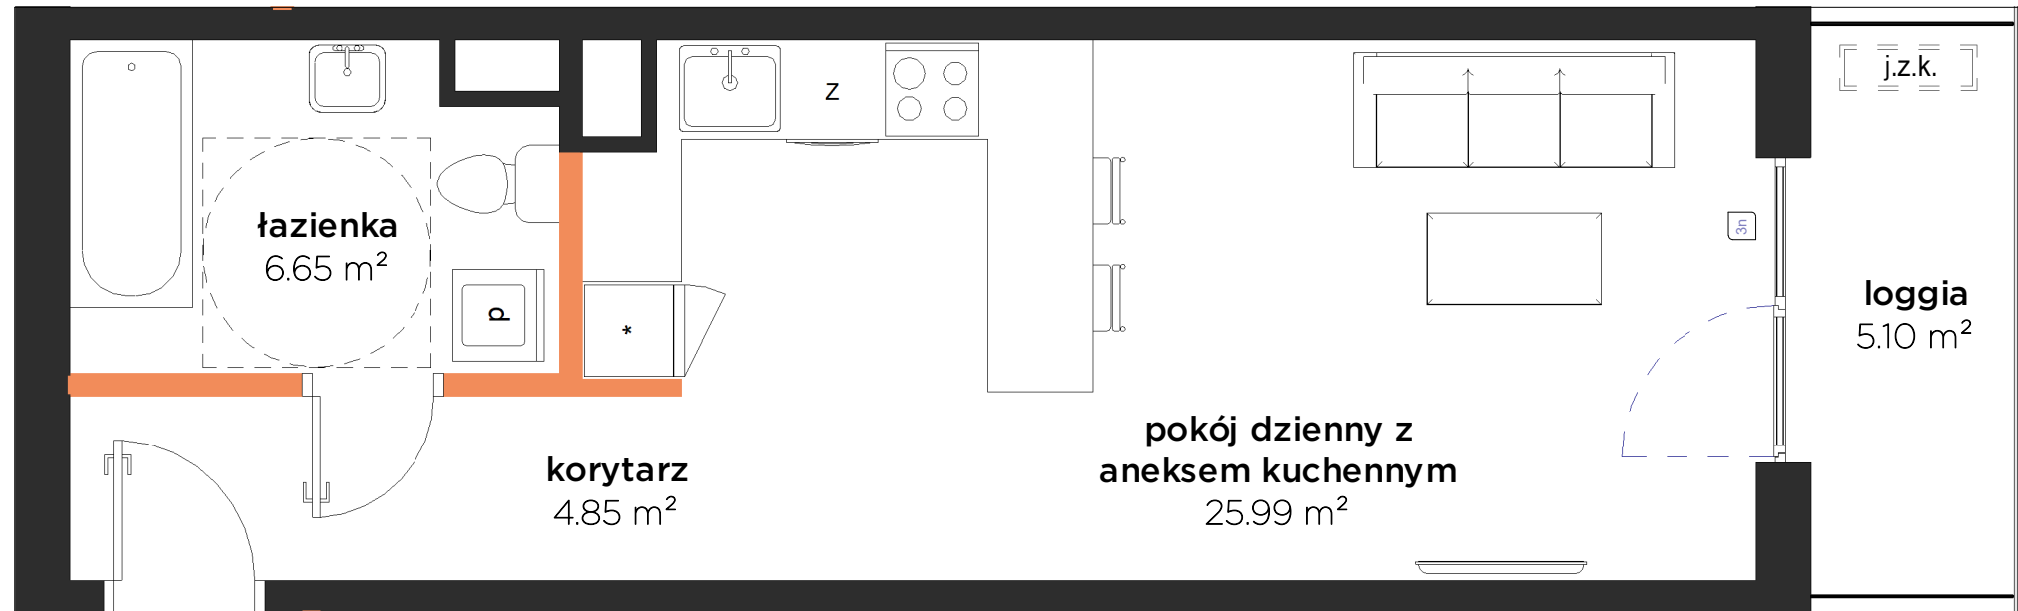 łazienka
6.65 m²
p
*
z
korytarz
4.85 m²
pokój dzienny z
aneksem kuchennym
25.99 m²
3n
j.z.k.
loggia
5.10 m²